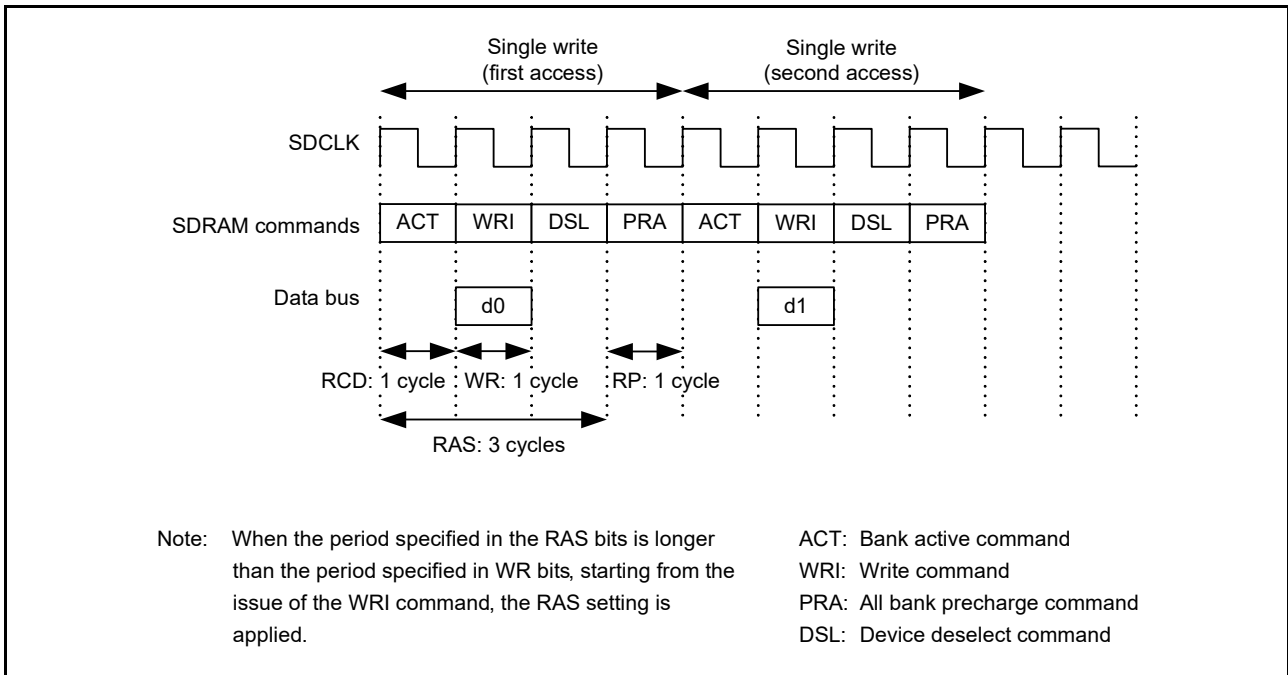 Single write
(first access)
Single write
(second access)
SDCLK
SDRAM commands
ACT WRI DSL PRA ACT WRI DSL PRA
Data bus
d0 d1
RCD: 1 cycle WR: 1 cycle RP: 1 cycle
RAS: 3 cycles
Note: When the period specified in the RAS bits is longer
than the period specified in WR bits, starting from the
issue of the WRI command, the RAS setting is
applied.
ACT: Bank active command
WRI: Write command
PRA: All bank precharge command
DSL: Device deselect command